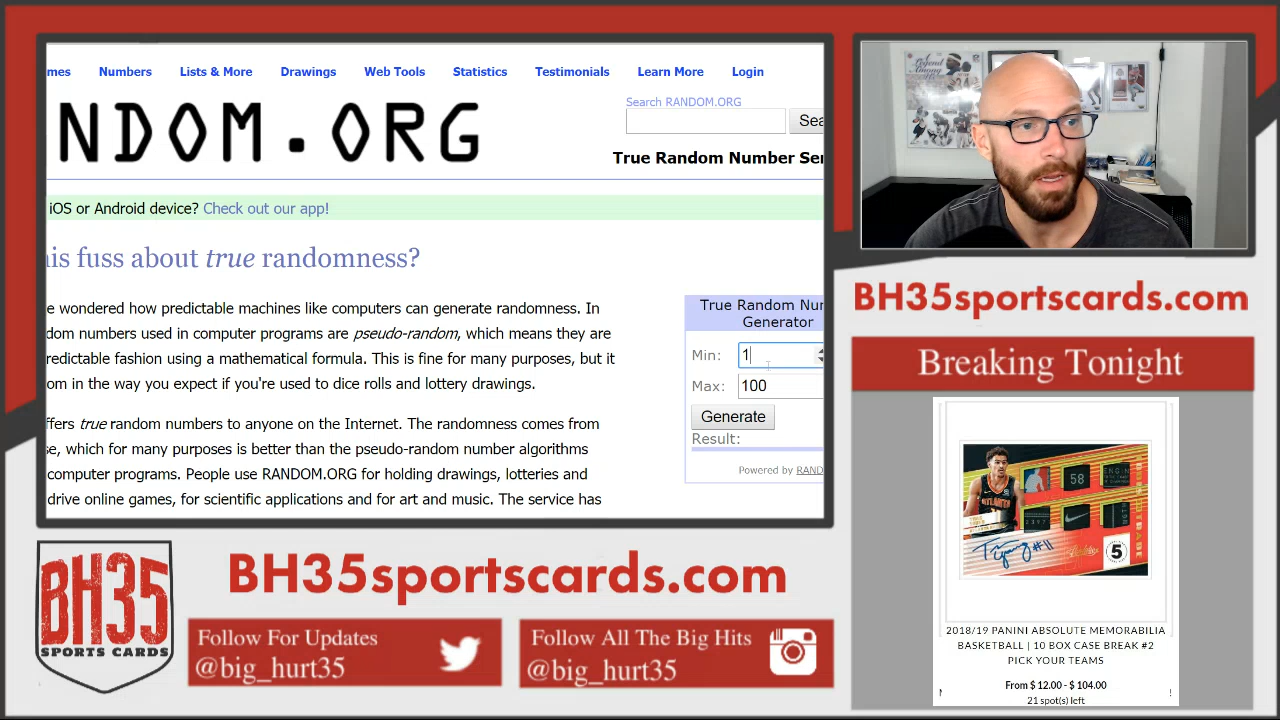 mes Numbers Lists & More Drawings Web Tools Statistics Testimonials Learn More Login
NDOM.ORG
Search RANDOM.ORG
Sea
True Random Number Ser
iOS or Android device? Check out our app!
is fuss about true randomness?
e wondered how predictable machines like computers can generate randomness. In
dom numbers used in computer programs are pseudo-random, which means they are
redictable fashion using a mathematical formula. This is fine for many purposes, but it
om in the way you expect if you're used to dice rolls and lottery drawings.
ffers true random numbers to anyone on the Internet. The randomness comes from
e, which for many purposes is better than the pseudo-random number algorithms
computer programs. People use RANDOM.ORG for holding drawings, lotteries and
drive online games, for scientific applications and for art and music. The service has
True Random Num
Generator
Min: 1
Max: 100
Generate
Result:
Powered by RAND
BH35sportscards.com
Breaking Tonight
58
Trae Young #11
5
2018/19 PANINI ABSOLUTE MEMORABILIA
BASKETBALL | 10 BOX CASE BREAK #2
PICK YOUR TEAMS
From $ 12.00 - $ 104.00
21 spot(s) left
BH35
SPORTS CARDS
BH35sportscards.com
Follow For Updates
@big_hurt35
Follow All The Big Hits
@big_hurt35